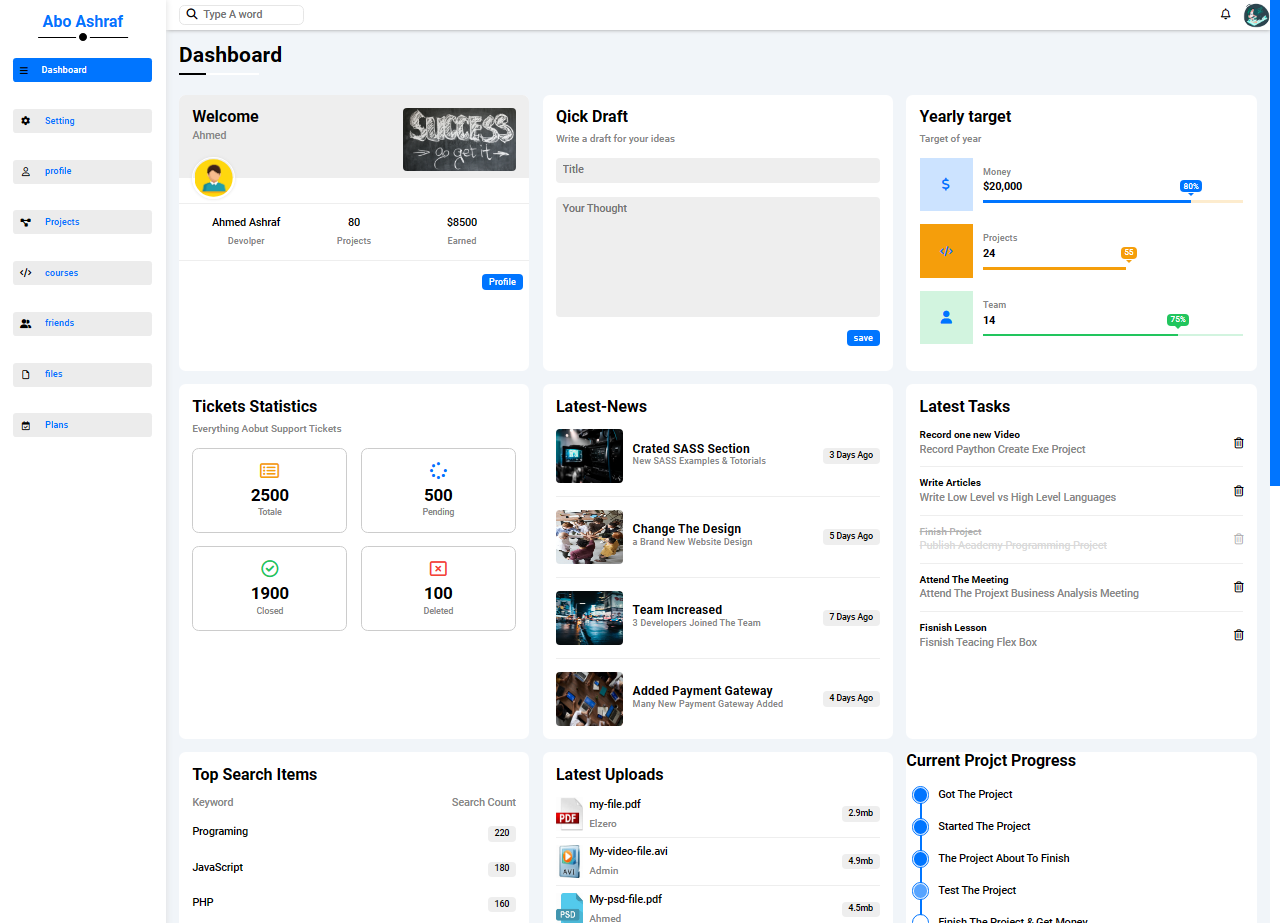 Abo Ashraf
Dashboard
Setting
profile
Projects
courses
friends
files
Plans
Type A word
Dashboard
Welcome
Ahmed
SUCCESS
go get it
Ahmed Ashraf
80
$8500
Devolper
Projects
Earned
Profile
Qick Draft
Write a draft for your ideas
Title
Your Thought
save
Yearly target
Target of year
Money
$20,000
80%
Projects
24
55
Team
14
75%
Tickets Statistics
Everything Aobut Support Tickets
2500
Totale
500
Pending
1900
Closed
100
Deleted
Latest-News
Crated SASS Section
New SASS Examples & Totorials
3 Days Ago
Change The Design
a Brand New Website Design
5 Days Ago
Team Increased
3 Developers Joined The Team
7 Days Ago
Added Payment Gateway
Many New Payment Gateway Added
4 Days Ago
Latest Tasks
Record one new Video
Record Paython Create Exe Project
Write Articles
Write Low Level vs High Level Languages
Finish Project
Publish Academy Programming Project
Attend The Meeting
Attend The Projext Business Analysis Meeting
Fisnish Lesson
Fisnish Teacing Flex Box
Top Search Items
Keyword
Search Count
Programing
220
JavaScript
180
PHP
160
Latest Uploads
PDF
my-file.pdf
Elzero
2.9mb
AVI
My-video-file.avi
Admin
4.9mb
PSD
My-psd-file.pdf
Ahmed
4.5mb
Current Projct Progress
Got The Project
Started The Project
The Project About To Finish
Test The Project
Finish The Project & Get Money